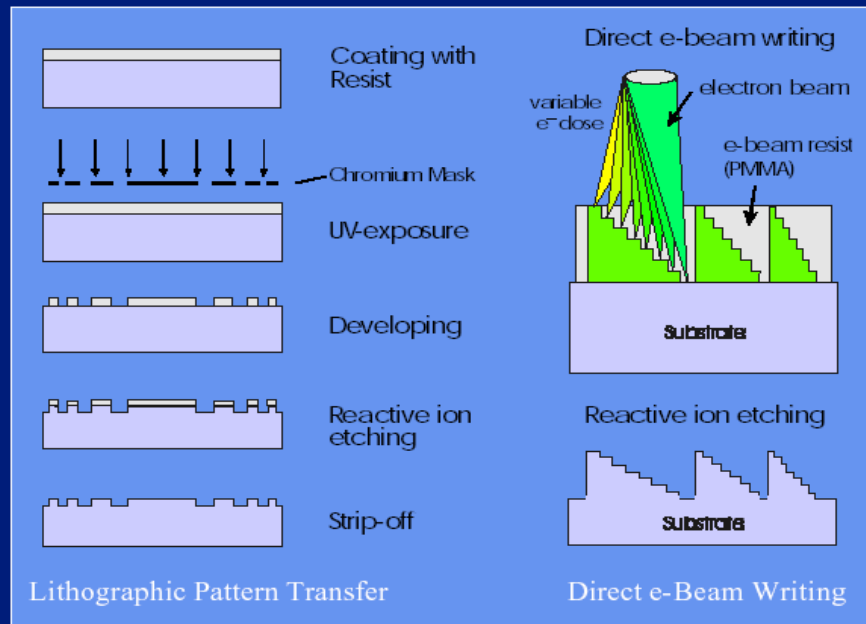 Coating with
Resist
Chromium Mask
UV-exposure
Developing
Reactive ion
etching
Strip-off
Lithographic Pattern Transfer
Direct e-beam writing
variable
e⁻ dose
electron beam
e-beam resist
(PMMA)
Substrate
Reactive ion etching
Substrate
Direct e-Beam Writing